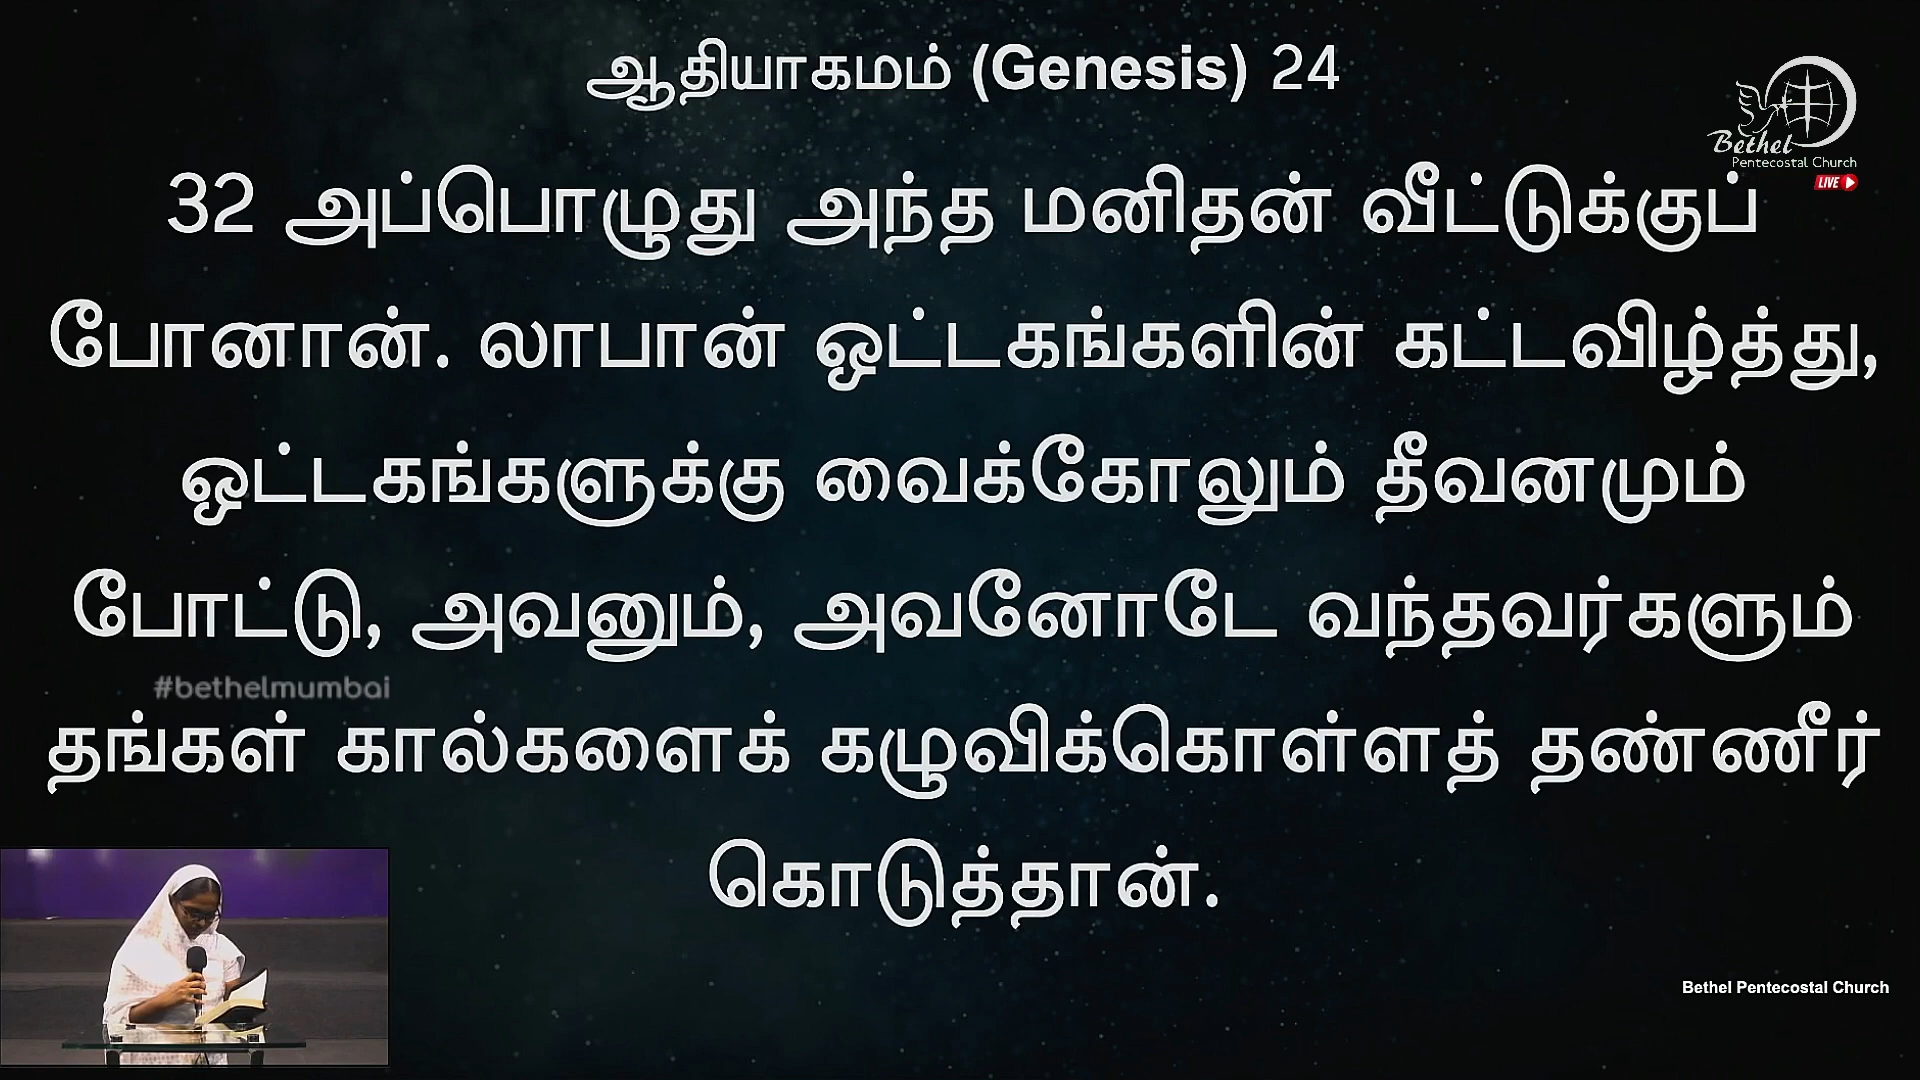 ஆதியாகமம் (Genesis) 24
Bethel
Pentecostal Church
LIVE
32 அப்பொழுது அந்த மனிதன் வீட்டுக்குப்
போனான். லாபான் ஒட்டகங்களின் கட்டவிழ்த்து,
ஒட்டகங்களுக்கு வைக்கோலும் தீவனமும்
போட்டு, அவனும், அவனோடே வந்தவர்களும்
#bethelmumbai
தங்கள் கால்களைக் கழுவிக்கொள்ளத் தண்ணீர்
கொடுத்தான்.
Bethel Pentecostal Church